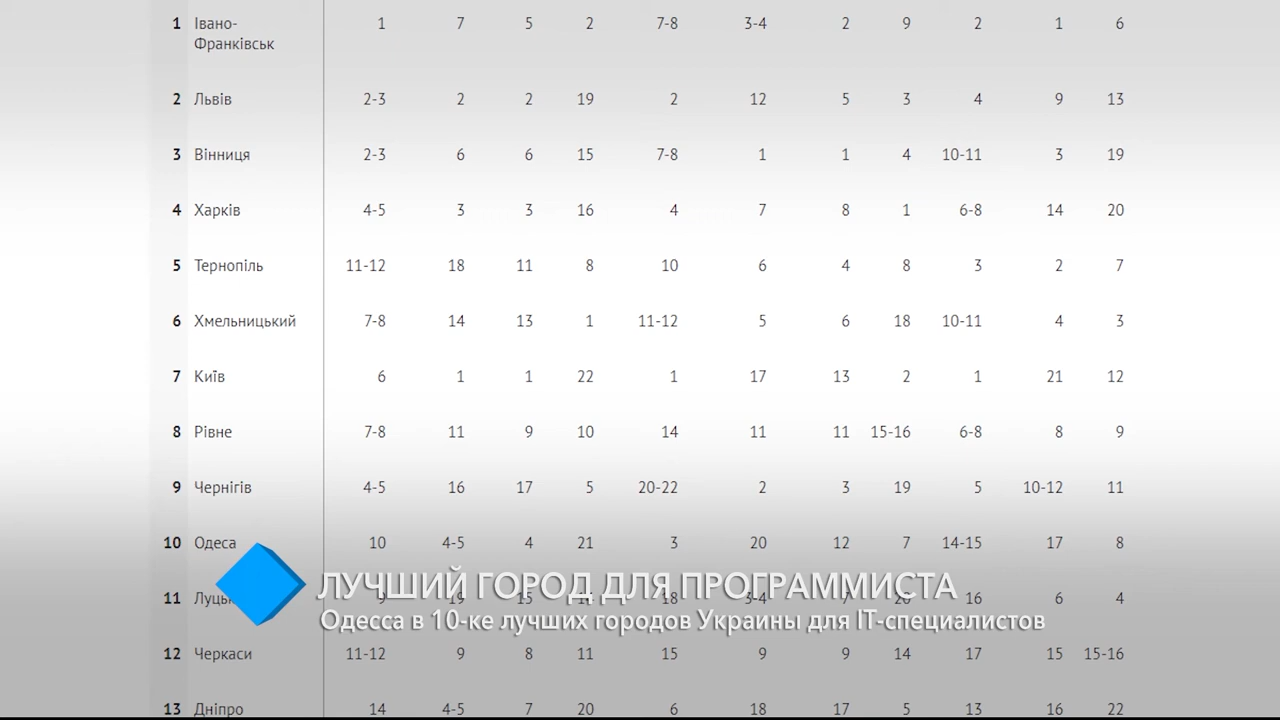 1 Івано-Франківськ 1 7 5 2 7-8 3-4 2 9 2 1 6
2 Львів 2-3 2 2 19 2 12 5 3 4 9 13
3 Вінниця 2-3 6 6 15 7-8 1 1 4 10-11 3 19
4 Харків 4-5 3 3 16 4 7 8 1 6-8 14 20
5 Тернопіль 11-12 18 11 8 10 6 4 8 3 2 7
6 Хмельницький 7-8 14 13 1 11-12 5 6 18 10-11 4 3
7 Київ 6 1 1 22 1 17 13 2 1 21 12
8 Рівне 7-8 11 9 10 14 11 11 15-16 6-8 8 9
9 Чернігів 4-5 16 17 5 20-22 2 3 19 5 10-12 11
10 Одеса 10 4-5 4 21 3 20 12 7 14-15 17 8
ЛУЧШИЙ ГОРОД ДЛЯ ПРОГРАММИСТА
11 9 19 15 18 3-4 7 20 16 6 4
Одесса в 10-ке лучших городов Украины для IT-специалистов
12 Черкаси 11-12 9 8 11 15 9 9 14 17 15 15-16
13 Дніпро 14 4-5 7 20 6 18 17 5 13 16 22